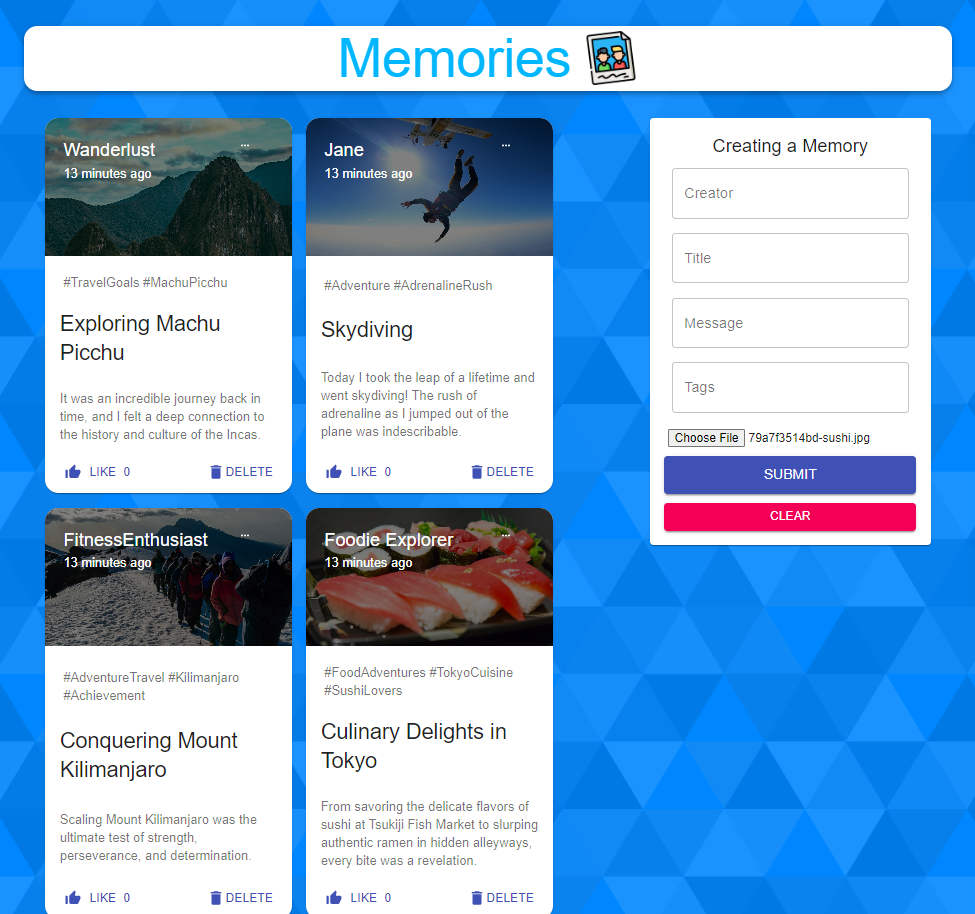 Memories
Wanderlust
13 minutes ago
#TravelGoals #MachuPicchu
Exploring Machu
Picchu
It was an incredible journey back in
time, and I felt a deep connection to
the history and culture of the Incas.
LIKE 0
DELETE
Jane
13 minutes ago
#Adventure #AdrenalineRush
Skydiving
Today I took the leap of a lifetime and
went skydiving! The rush of
adrenaline as I jumped out of the
plane was indescribable.
LIKE 0
DELETE
FitnessEnthusiast
13 minutes ago
#AdventureTravel #Kilimanjaro
#Achievement
Conquering Mount
Kilimanjaro
Scaling Mount Kilimanjaro was the
ultimate test of strength,
perseverance, and determination.
LIKE 0
DELETE
Foodie Explorer
13 minutes ago
#FoodAdventures #TokyoCuisine
#SushiLovers
Culinary Delights in
Tokyo
From savoring the delicate flavors of
sushi at Tsukiji Fish Market to slurping
authentic ramen in hidden alleyways,
every bite was a revelation.
LIKE 0
DELETE
Creating a Memory
Creator
Title
Message
Tags
Choose File 79a7f3514bd-sushi.jpg
SUBMIT
CLEAR